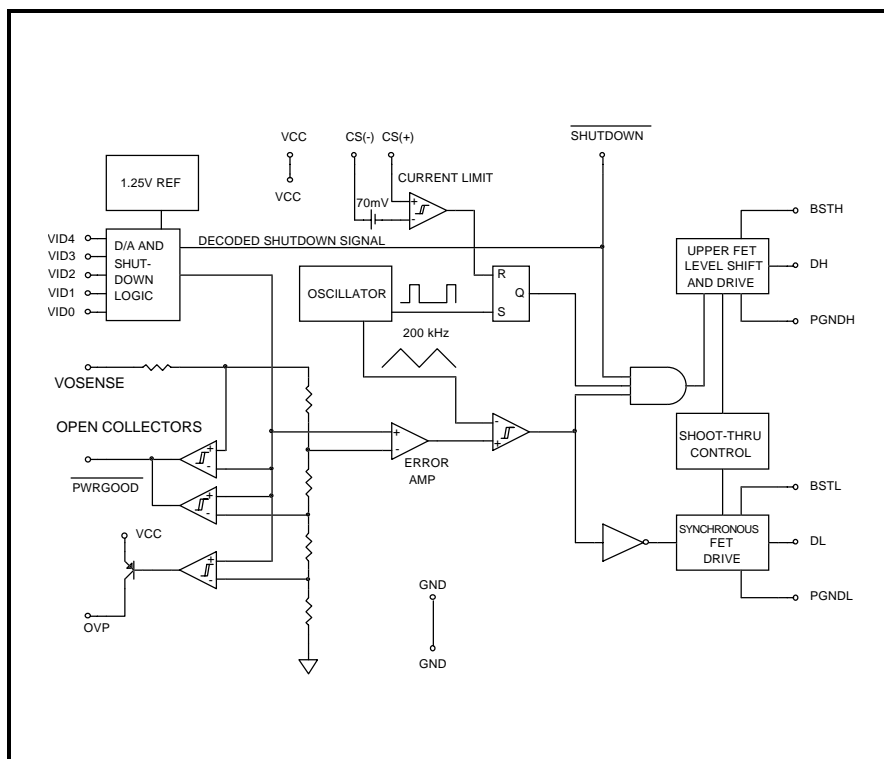 VCC
CS(-)
CS(+)
SHUTDOWN
1.25V REF
VCC
CURRENT LIMIT
70mV
+
-
BSTH
VID4
VID3
VID2
VID1
VID0
D/A AND
SHUT-
DOWN
LOGIC
DECODED SHUTDOWN SIGNAL
UPPER FET
LEVEL SHIFT
AND DRIVE
DH
OSCILLATOR
R
Q
S
PGNDH
200 kHz
VOSENSE
-
+
+
-
ERROR
AMP
OPEN COLLECTORS
+
-
PWRGOOD
+
-
SHOOT-THRU
CONTROL
BSTL
VCC
+
-
SYNCHRONOUS
FET
DRIVE
DL
OVP
GND
PGNDL
GND